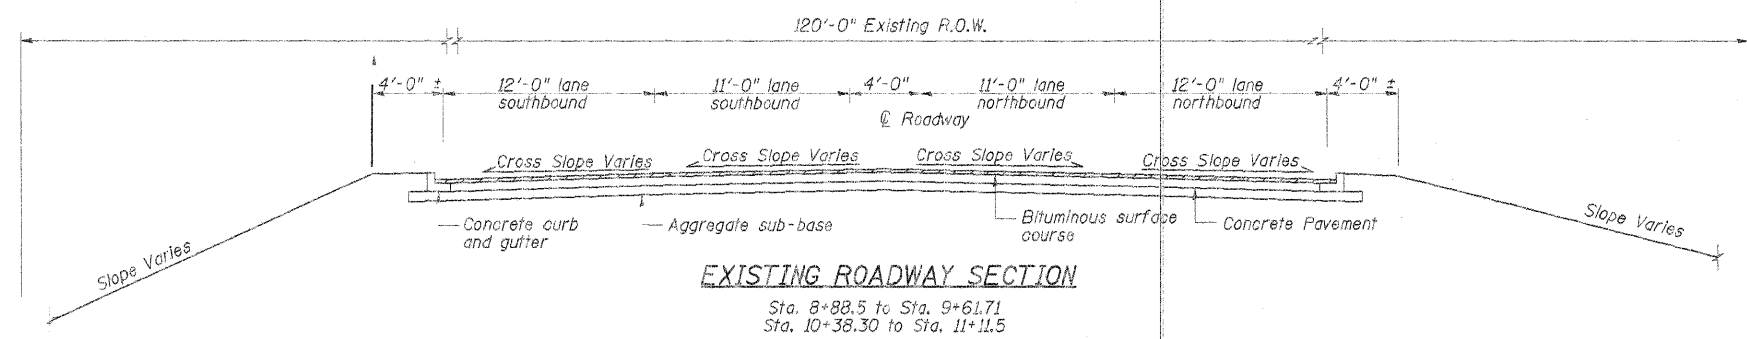 120'-0" Existing R.O.W.
4'-0" ±
12'-0" lane
southbound
11'-0" lane
southbound
4'-0"
11'-0" lane
northbound
12'-0" lane
northbound
4'-0" ±
℄ Roadway
Cross Slope Varies
Cross Slope Varies
Cross Slope Varies
Cross Slope Varies
Slope Varies
Concrete curb
and gutter
Aggregate sub-base
Bituminous surface
course
Concrete Pavement
Slope Varies
EXISTING ROADWAY SECTION
Sta. 8+88.5 to Sta. 9+61.71
Sta. 10+38.30 to Sta. 11+11.5